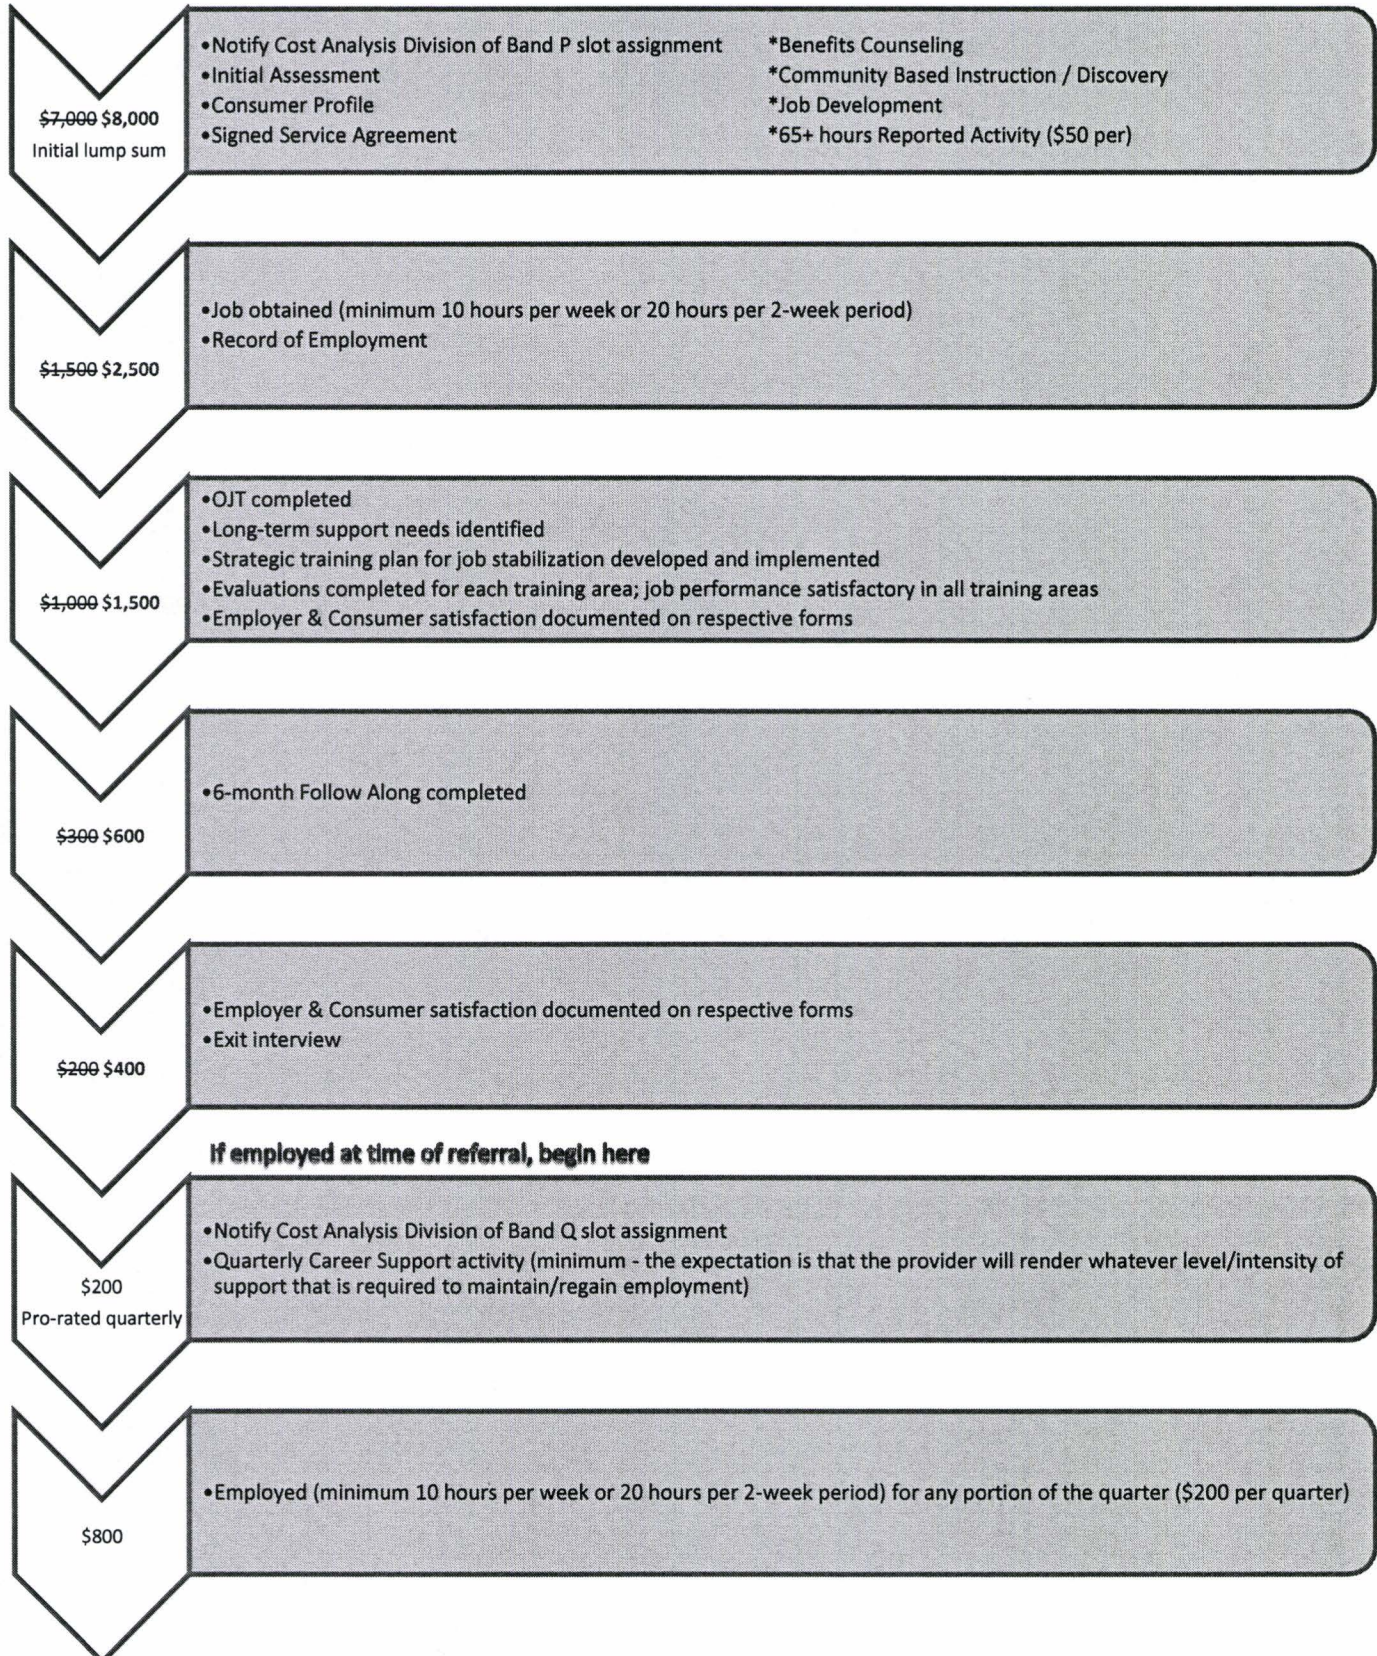 •Notify Cost Analysis Division of Band P slot assignment
•Initial Assessment
•Consumer Profile
•Signed Service Agreement
*Benefits Counseling
*Community Based Instruction / Discovery
*Job Development
*65+ hours Reported Activity ($50 per)
$7,000 $8,000
Initial lump sum
•Job obtained (minimum 10 hours per week or 20 hours per 2-week period)
•Record of Employment
$1,500 $2,500
•OJT completed
•Long-term support needs identified
•Strategic training plan for job stabilization developed and implemented
•Evaluations completed for each training area; job performance satisfactory in all training areas
•Employer & Consumer satisfaction documented on respective forms
$1,000 $1,500
•6-month Follow Along completed
$300 $600
•Employer & Consumer satisfaction documented on respective forms
•Exit interview
$200 $400
If employed at time of referral, begin here
•Notify Cost Analysis Division of Band Q slot assignment
•Quarterly Career Support activity (minimum - the expectation is that the provider will render whatever level/intensity of
support that is required to maintain/regain employment)
$200
Pro-rated quarterly
•Employed (minimum 10 hours per week or 20 hours per 2-week period) for any portion of the quarter ($200 per quarter)
$800